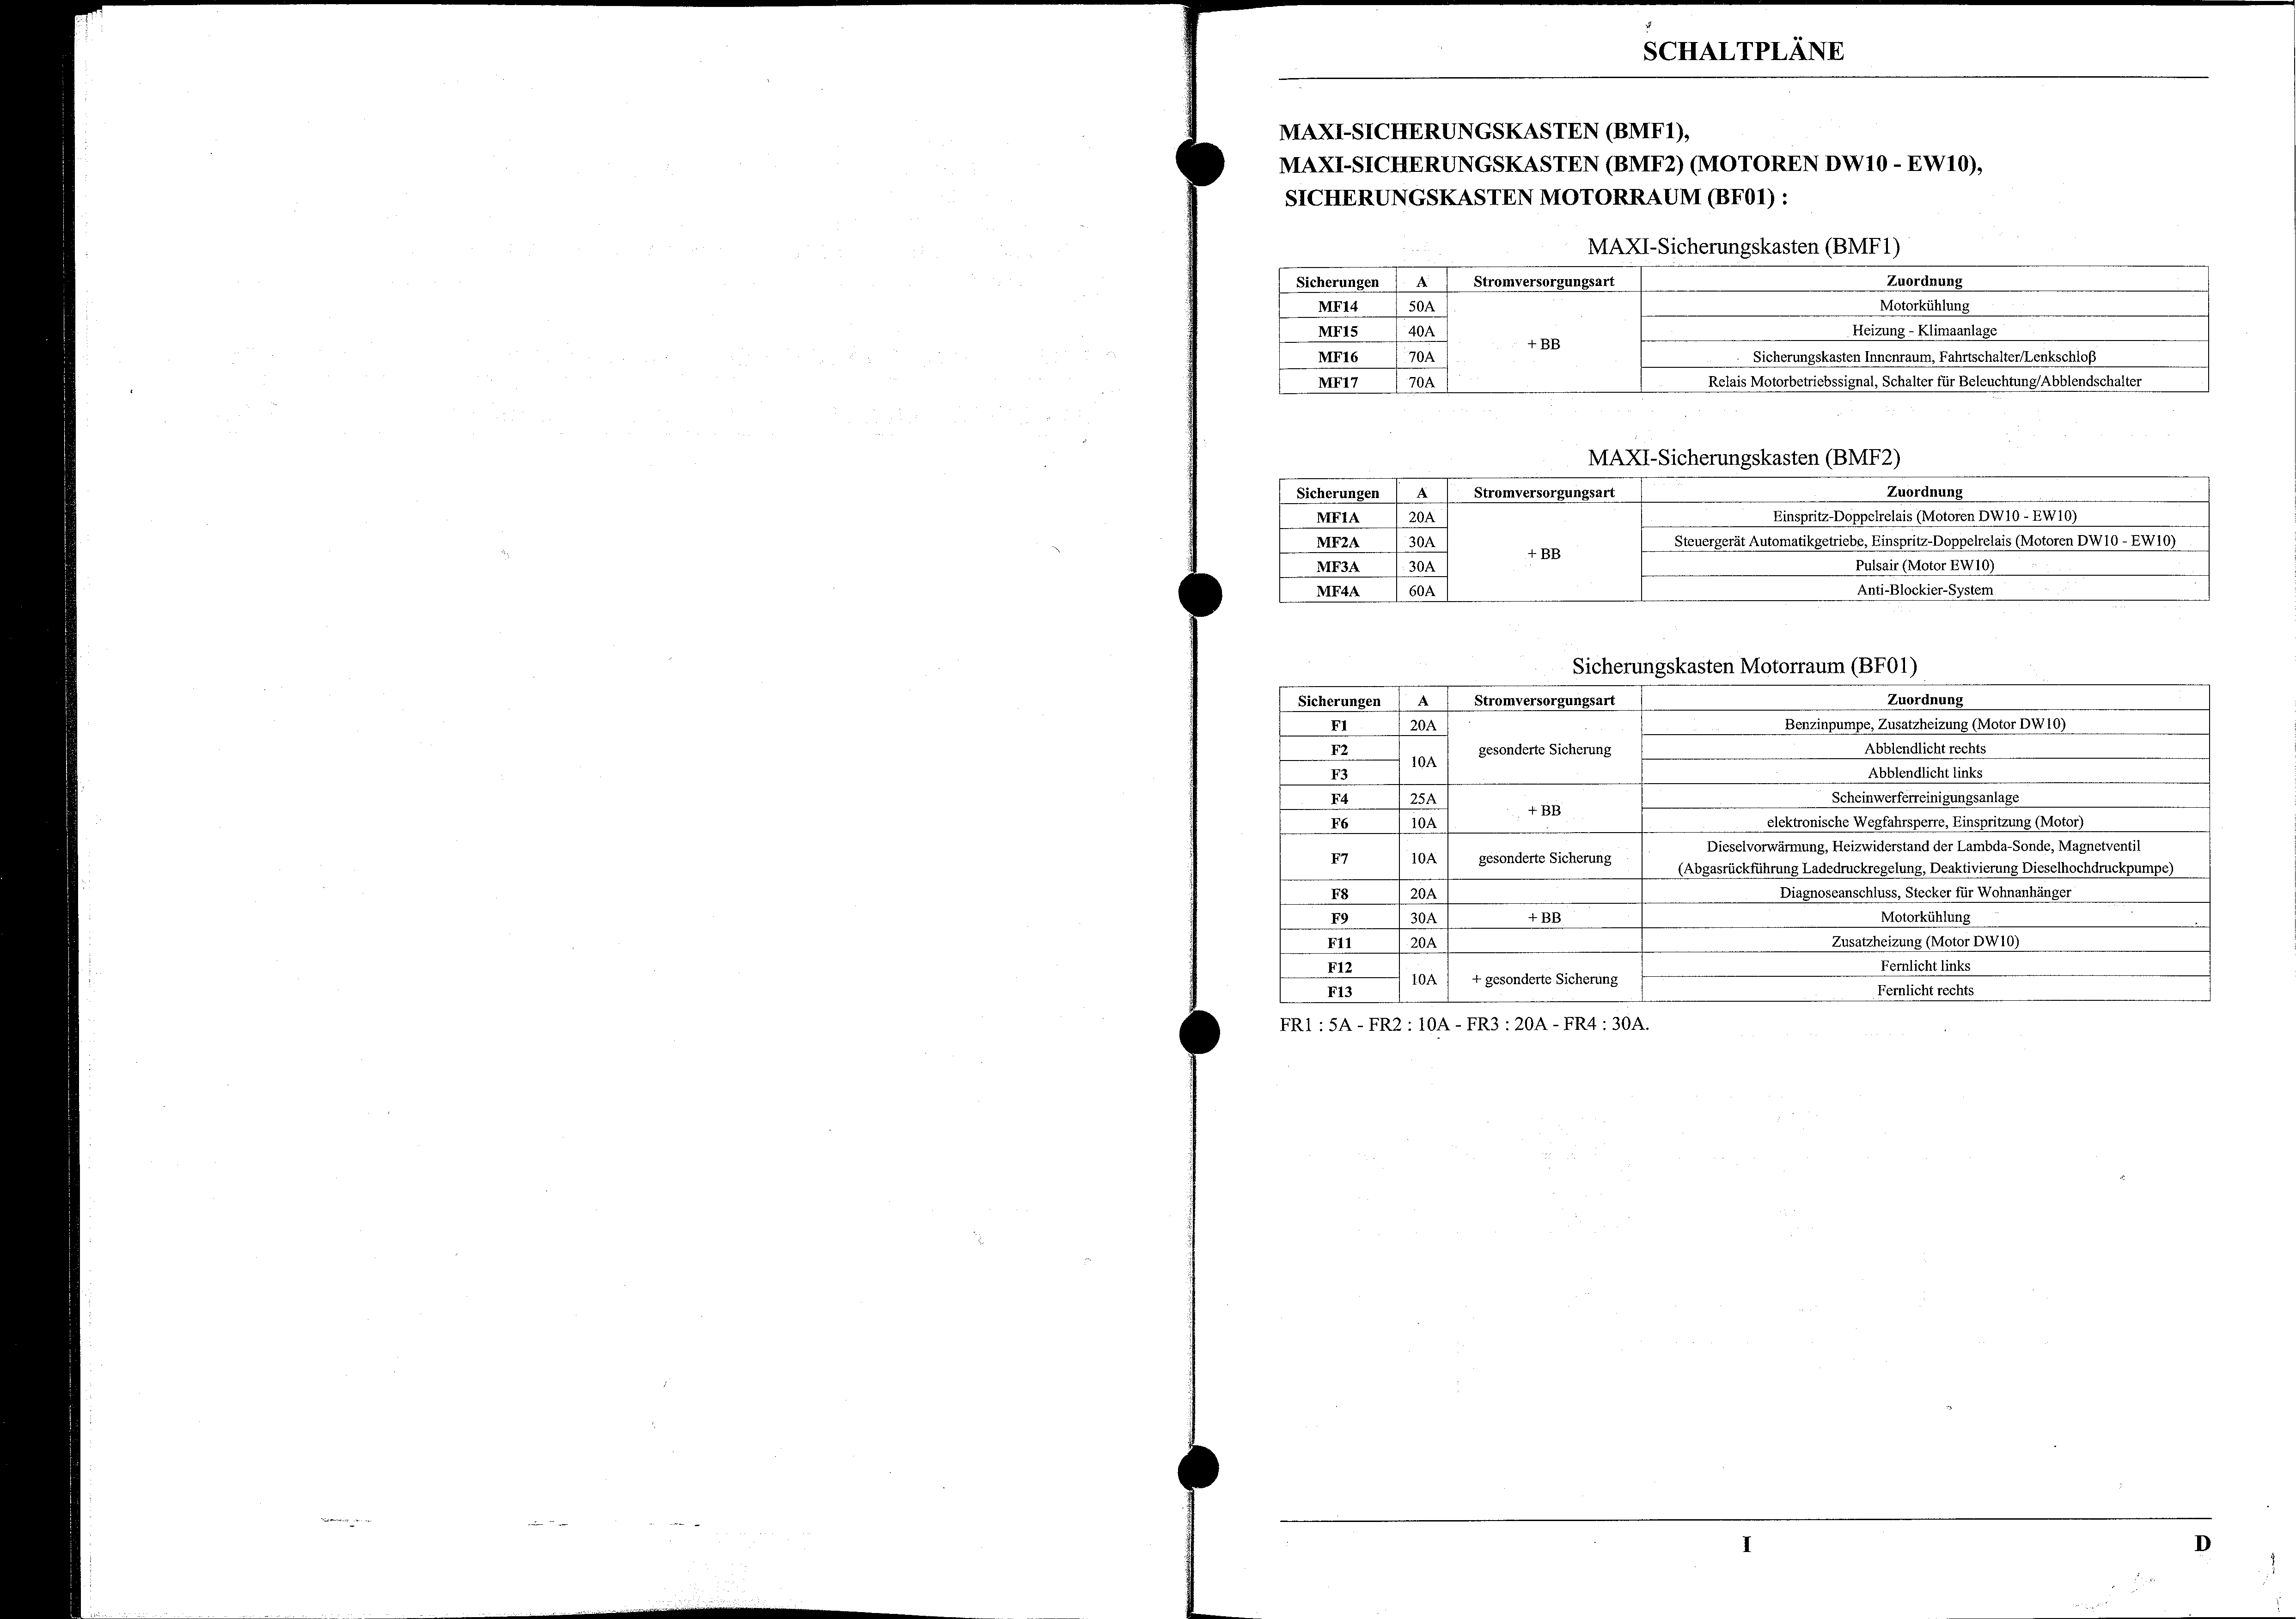 SCHALTPLÄNE
MAXI-SICHERUNGSKASTEN (BMF1),
MAXI-SICHERUNGSKASTEN (BMF2) (MOTOREN DW10 - EW10),
SICHERUNGSKASTEN MOTORRAUM (BF01) :
MAXI-Sicherungskasten (BMF1)
Sicherungen A Stromversorgungsart Zuordnung
MF14 50A Motorkühlung
MF15 40A Heizung - Klimaanlage
+ BB
MF16 70A Sicherungskasten Innenraum, Fahrtschalter/Lenkschloß
MF17 70A Relais Motorbetriebssignal, Schalter für Beleuchtung/Abblendschalter
MAXI-Sicherungskasten (BMF2)
Sicherungen A Stromversorgungsart Zuordnung
MF1A 20A Einspritz-Doppelrelais (Motoren DW10 - EW10)
MF2A 30A Steuergerät Automatikgetriebe, Einspritz-Doppelrelais (Motoren DW10 - EW10)
+ BB
MF3A 30A Pulsair (Motor EW10)
MF4A 60A Anti-Blockier-System
Sicherungskasten Motorraum (BF01)
Sicherungen A Stromversorgungsart Zuordnung
F1 20A Benzinpumpe, Zusatzheizung (Motor DW10)
F2 gesonderte Sicherung Abblendlicht rechts
10A
F3 Abblendlicht links
F4 25A Scheinwerferreinigungsanlage
+ BB
F6 10A elektronische Wegfahrsperre, Einspritzung (Motor)
Dieselvorwärmung, Heizwiderstand der Lambda-Sonde, Magnetventil
F7 10A gesonderte Sicherung
(Abgasrückführung Ladedruckregelung, Deaktivierung Dieselhochdruckpumpe)
F8 20A Diagnoseanschluss, Stecker für Wohnanhänger
F9 30A + BB Motorkühlung
F11 20A Zusatzheizung (Motor DW10)
F12 Fernlicht links
10A + gesonderte Sicherung
F13 Fernlicht rechts
FR1 : 5A - FR2 : 10A - FR3 : 20A - FR4 : 30A.
I D